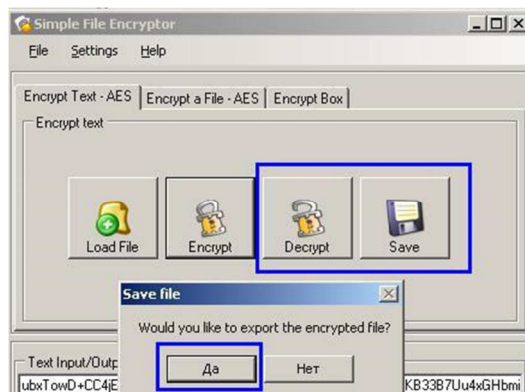 Simple File Encryptor
File Settings Help
Encrypt Text - AES Encrypt a File - AES Encrypt Box
Encrypt text
Load File Encrypt Decrypt Save
Save file
Would you like to export the encrypted file?
Да Нет
Text Input/Outp
ubxTowD+CC4jE KB33B7Uu4xGHbmi